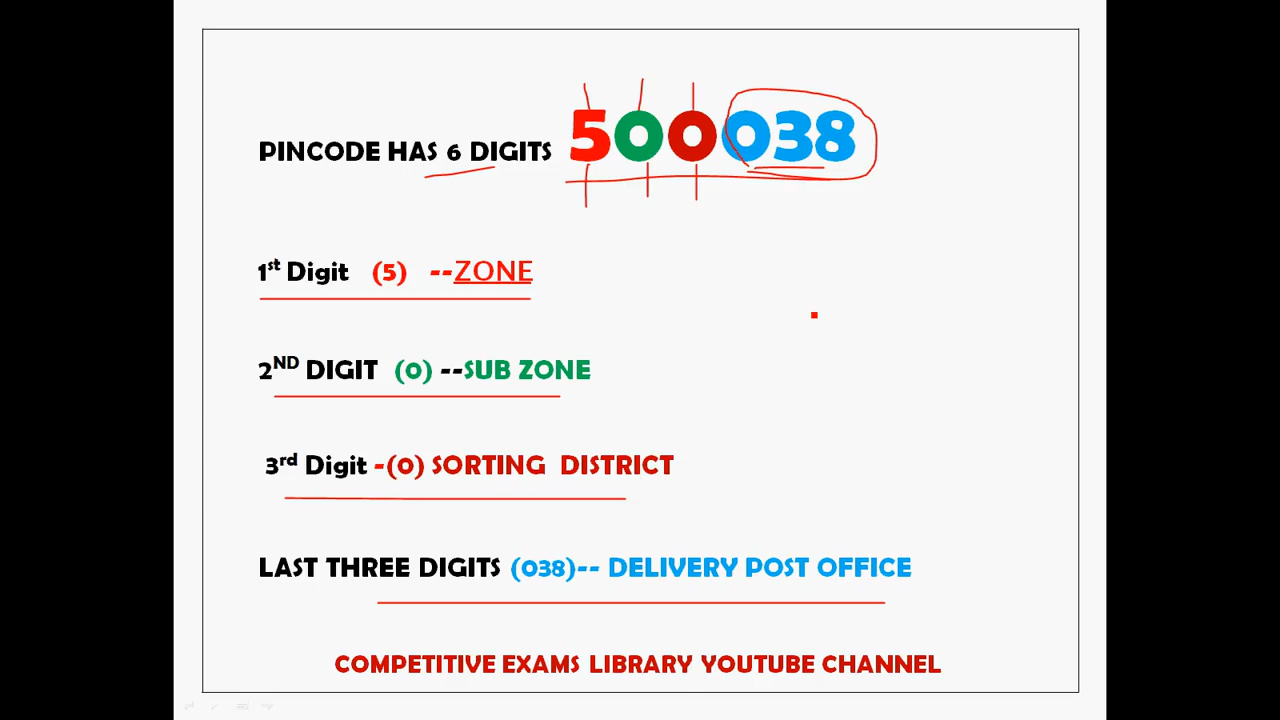 PINCODE HAS 6 DIGITS 500038
1st Digit (5) --ZONE
2ND DIGIT (0) --SUB ZONE
3rd Digit -(0) SORTING DISTRICT
LAST THREE DIGITS (038)-- DELIVERY POST OFFICE
COMPETITIVE EXAMS LIBRARY YOUTUBE CHANNEL